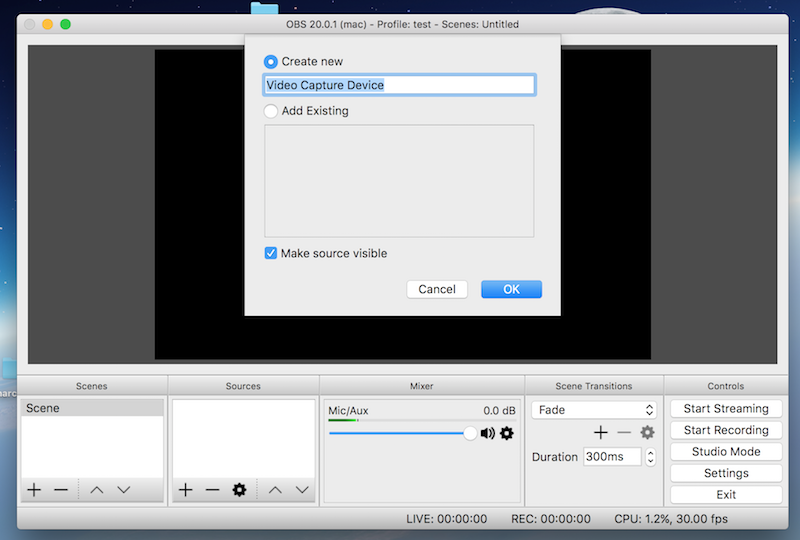 OBS 20.0.1 (mac) - Profile: test - Scenes: Untitled
Create new
Video Capture Device
Add Existing
Make source visible
Cancel
OK
Scenes
Sources
Mixer
Scene Transitions
Controls
Scene
Mic/Aux
0.0 dB
Fade
Duration
300ms
Start Streaming
Start Recording
Studio Mode
Settings
Exit
LIVE: 00:00:00
REC: 00:00:00
CPU: 1.2%, 30.00 fps